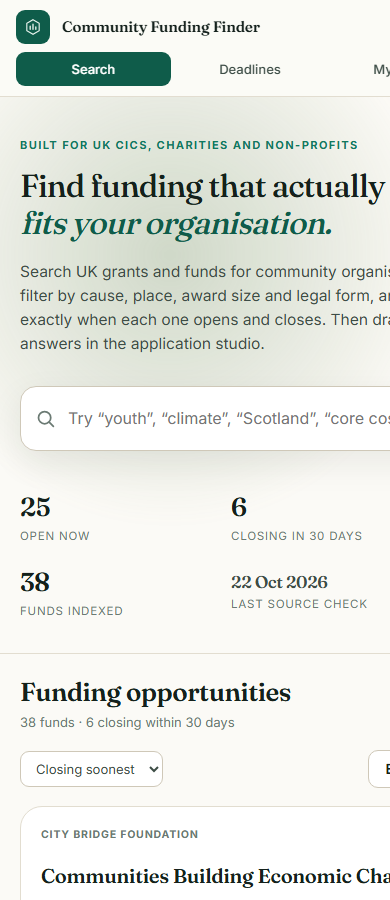 Community Funding Finder
Search
Deadlines
My
BUILT FOR UK CICS, CHARITIES AND NON-PROFITS
Find funding that actually
fits your organisation.
Search UK grants and funds for community organis
filter by cause, place, award size and legal form, a
exactly when each one opens and closes. Then dra
answers in the application studio.
Try “youth”, “climate”, “Scotland”, “core cos
25
OPEN NOW
6
CLOSING IN 30 DAYS
38
FUNDS INDEXED
22 Oct 2026
LAST SOURCE CHECK
Funding opportunities
38 funds · 6 closing within 30 days
Closing soonest
CITY BRIDGE FOUNDATION
Communities Building Economic Cha